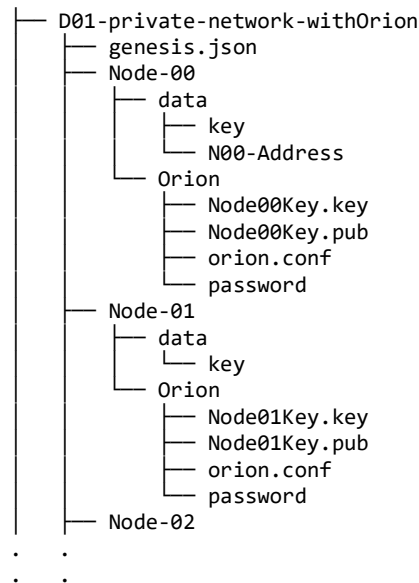 ├── D01-private-network-withOrion
│   ├── genesis.json
│   ├── Node-00
│   │   ├── data
│   │   │   ├── key
│   │   │   └── N00-Address
│   │   └── Orion
│   │       ├── Node00Key.key
│   │       ├── Node00Key.pub
│   │       ├── orion.conf
│   │       └── password
│   ├── Node-01
│   │   ├── data
│   │   │   └── key
│   │   └── Orion
│   │       ├── Node01Key.key
│   │       ├── Node01Key.pub
│   │       ├── orion.conf
│   │       └── password
│   ├── Node-02
.   .
.   .